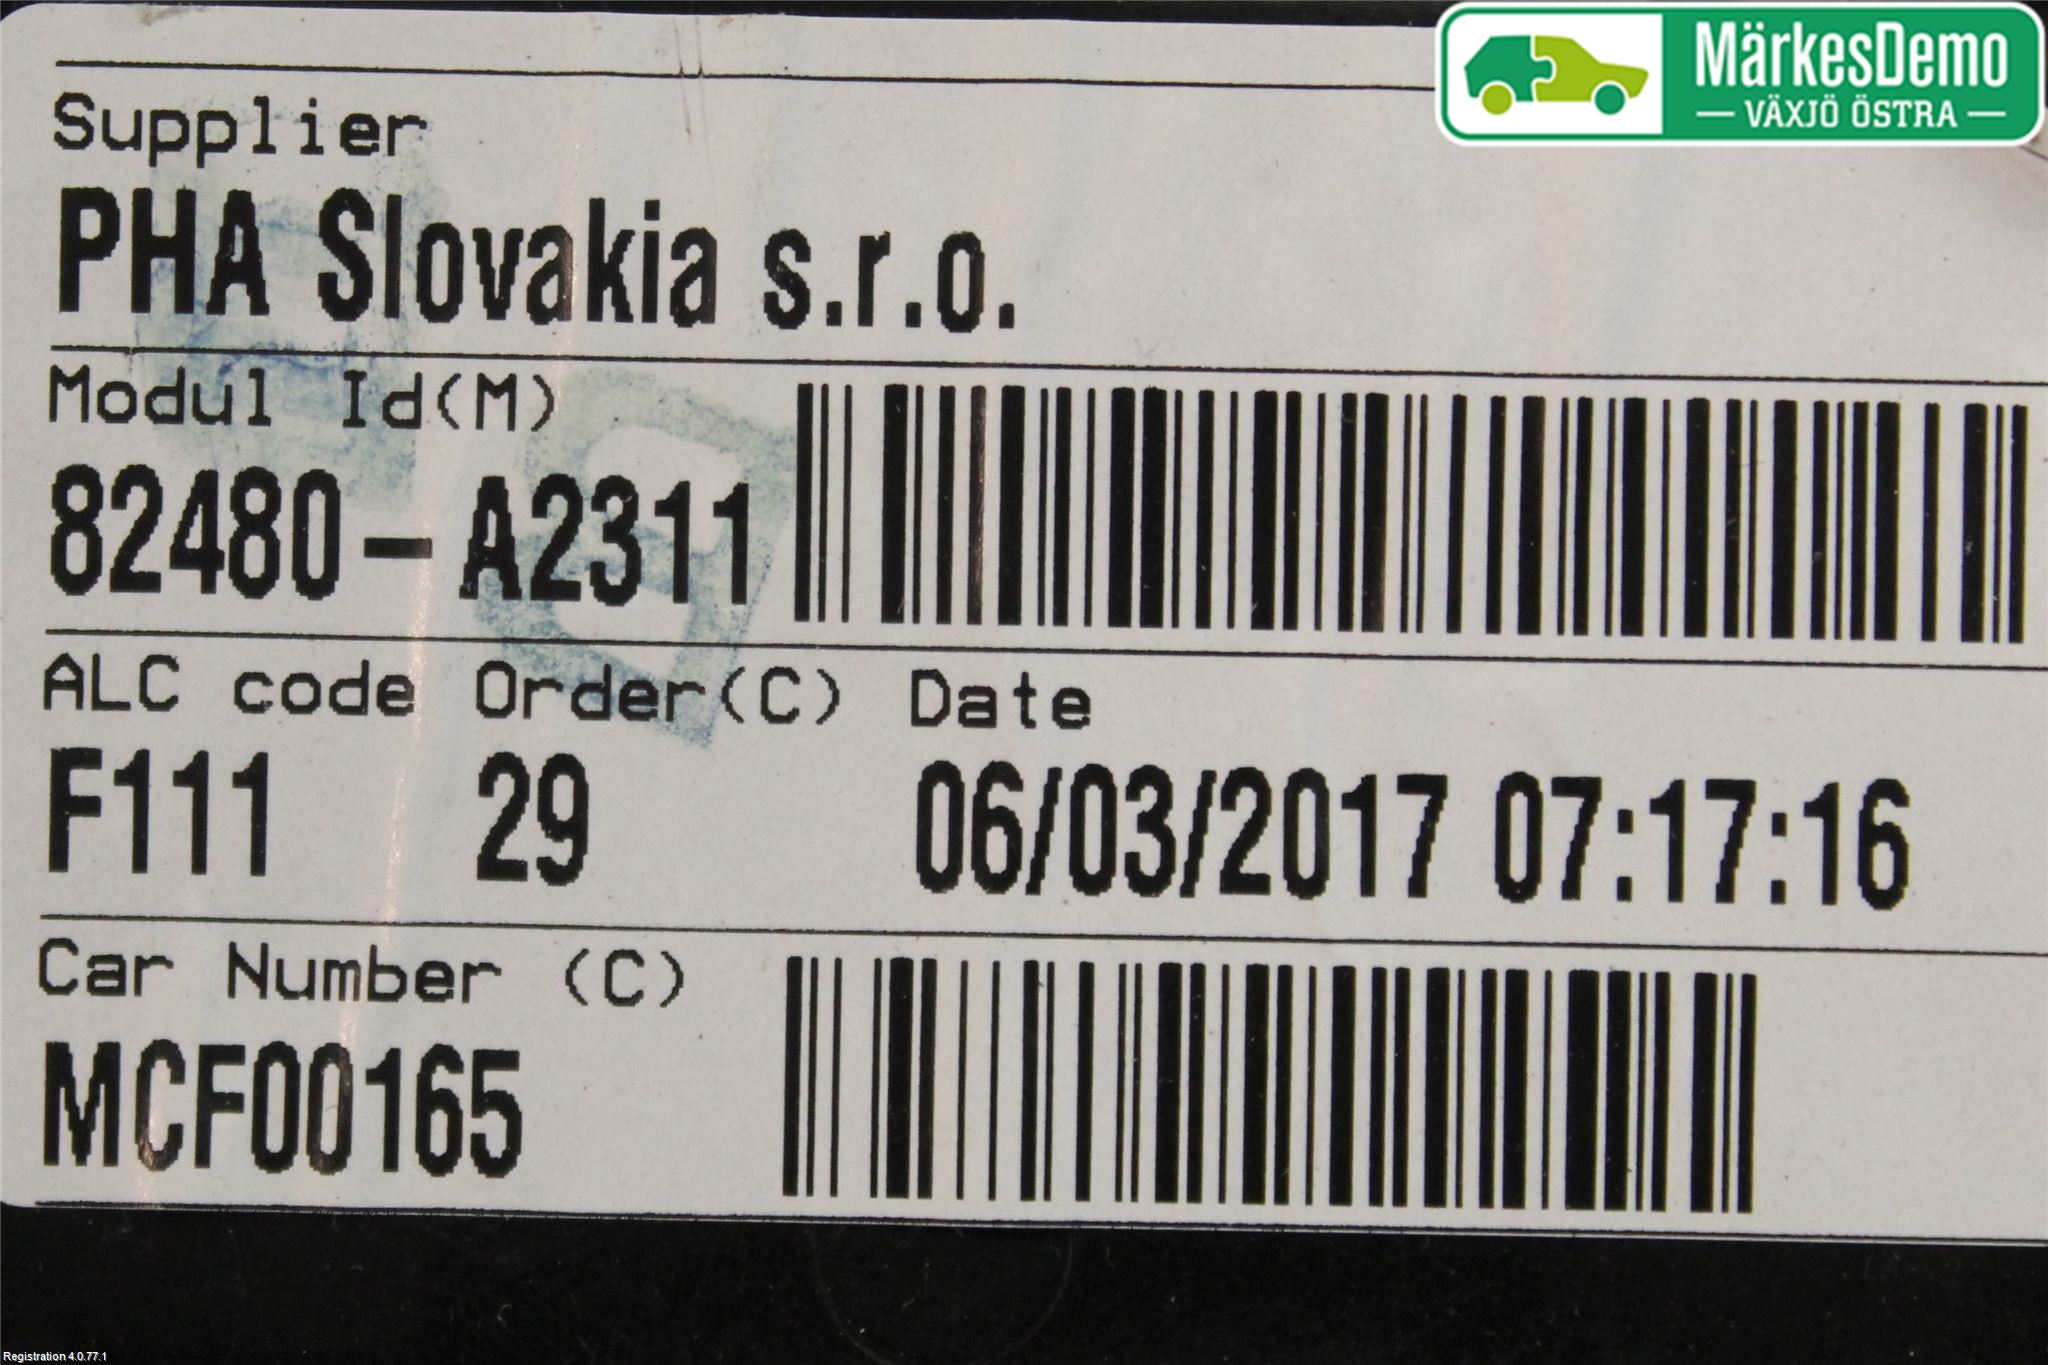 MärkesDemo
VÄXJÖ ÖSTRA
Supplier
PHA Slovakia s.r.o.
Modul Id(M)
82480-A2311
ALC code Order(C) Date
F111 29 06/03/2017 07:17:16
Car Number (C)
MCF00165
Registration 4.0.77.1